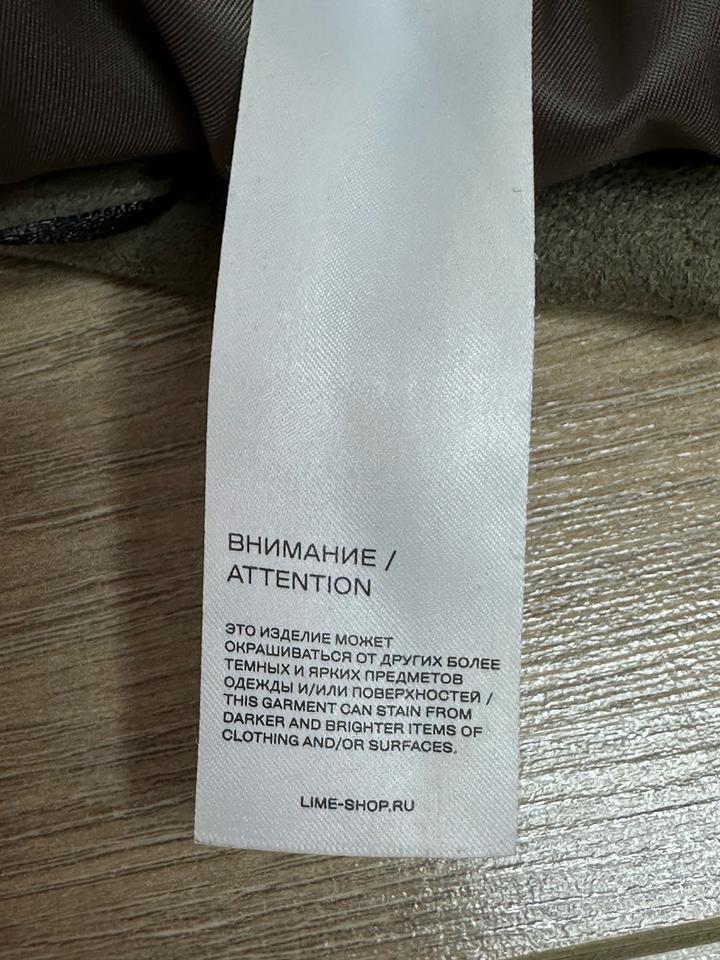 ВНИМАНИЕ /
ATTENTION
ЭТО ИЗДЕЛИЕ МОЖЕТ
ОКРАШИВАТЬСЯ ОТ ДРУГИХ БОЛЕЕ
ТЕМНЫХ И ЯРКИХ ПРЕДМЕТОВ
ОДЕЖДЫ И/ИЛИ ПОВЕРХНОСТЕЙ /
THIS GARMENT CAN STAIN FROM
DARKER AND BRIGHTER ITEMS OF
CLOTHING AND/OR SURFACES.
LIME-SHOP.RU